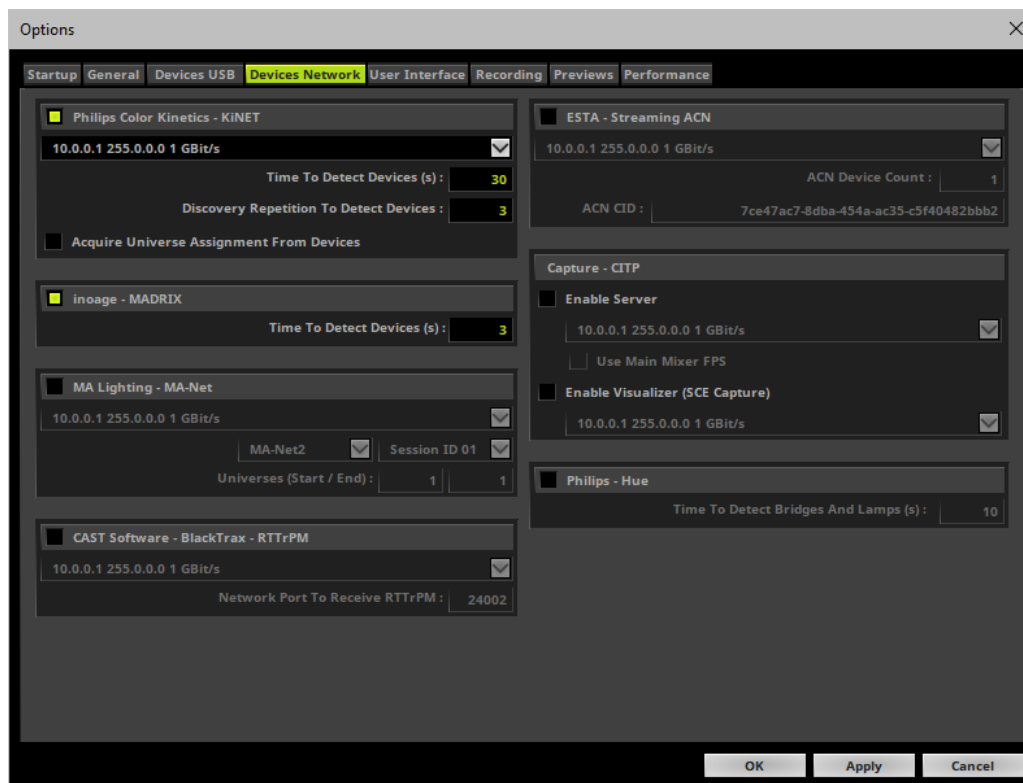 Options
Startup General Devices USB Devices Network User Interface Recording Previews Performance
Philips Color Kinetics - KiNET
10.0.0.1 255.0.0.0 1 GBit/s
Time To Detect Devices (s) : 30
Discovery Repetition To Detect Devices : 3
Acquire Universe Assignment From Devices
inoage - MADRIX
Time To Detect Devices (s) : 3
MA Lighting - MA-Net
10.0.0.1 255.0.0.0 1 GBit/s
MA-Net2 Session ID 01
Universes (Start / End) : 1 1
CAST Software - BlackTrax - RTTrPM
10.0.0.1 255.0.0.0 1 GBit/s
Network Port To Receive RTTrPM : 24002
ESTA - Streaming ACN
10.0.0.1 255.0.0.0 1 GBit/s
ACN Device Count : 1
ACN CID : 7ce47ac7-8dba-454a-ac35-c5f40482bbb2
Capture - CITP
Enable Server
10.0.0.1 255.0.0.0 1 GBit/s
Use Main Mixer FPS
Enable Visualizer (SCE Capture)
10.0.0.1 255.0.0.0 1 GBit/s
Philips - Hue
Time To Detect Bridges And Lamps (s) : 10
OK Apply Cancel